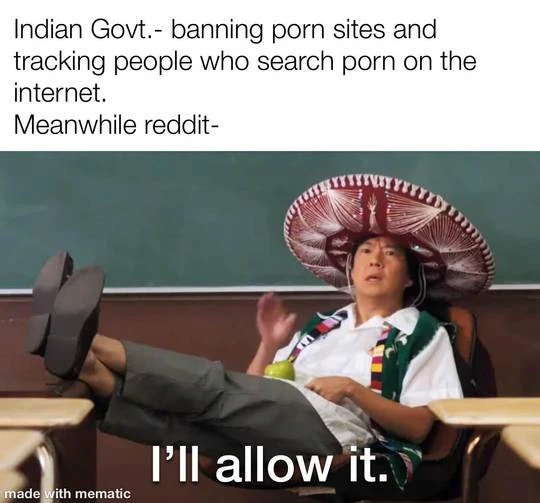 Indian Govt.- banning porn sites and
tracking people who search porn on the
internet.
Meanwhile reddit-
I'll allow it.
made with mematic